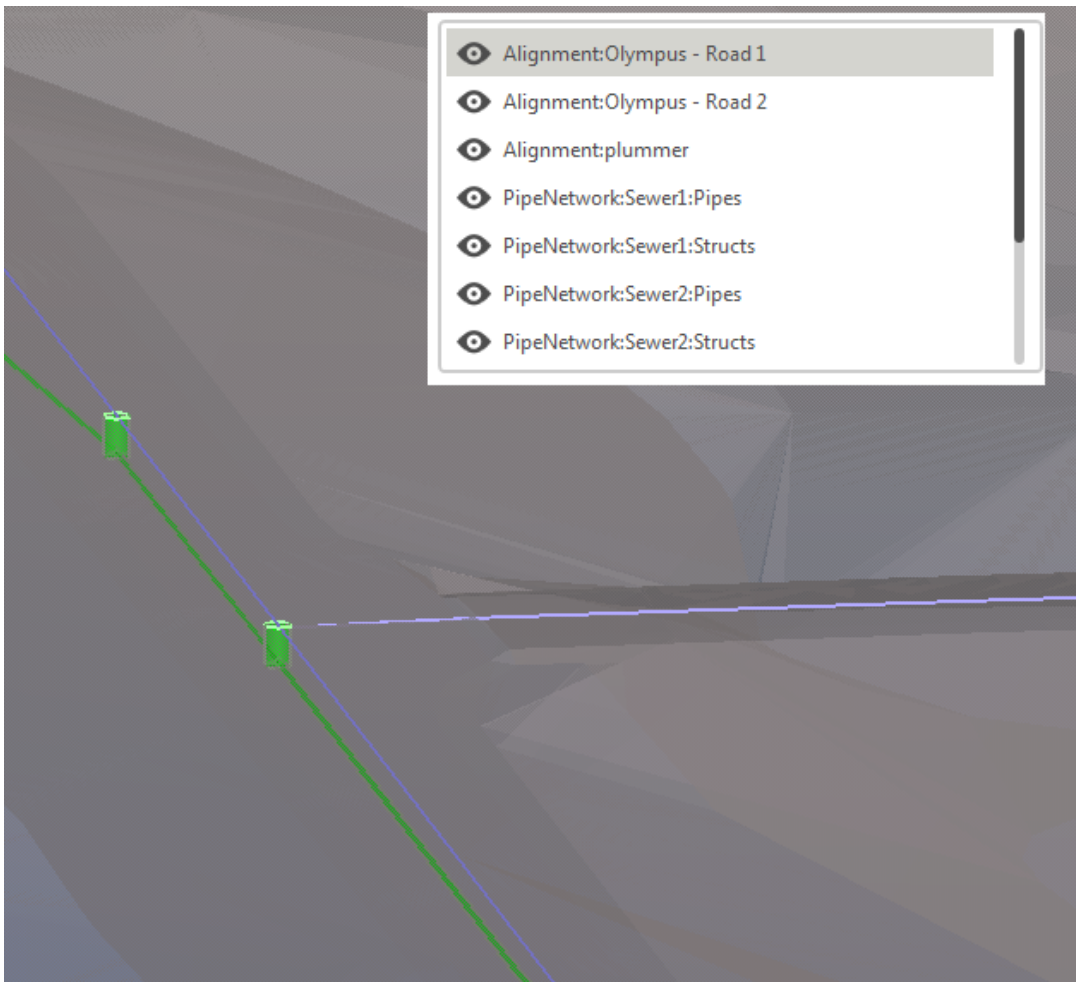 Alignment:Olympus - Road 1
Alignment:Olympus - Road 2
Alignment:plummer
PipeNetwork:Sewer1:Pipes
PipeNetwork:Sewer1:Structs
PipeNetwork:Sewer2:Pipes
PipeNetwork:Sewer2:Structs